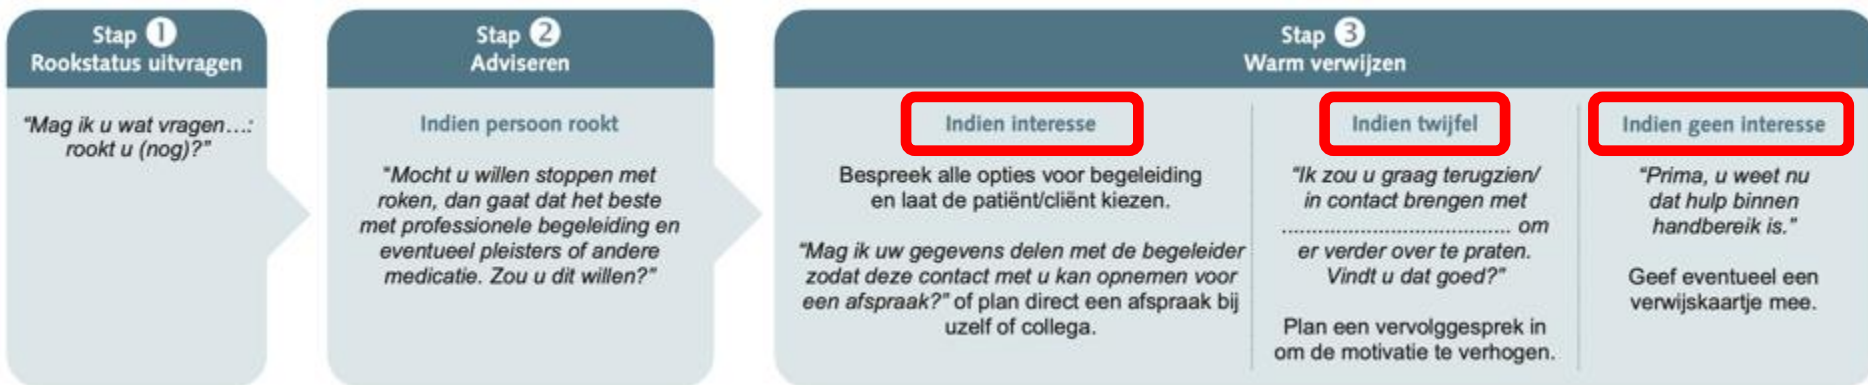 Stap 1
Rookstatus uitvragen
“Mag ik u wat vragen…:
rookt u (nog)?”
Stap 2
Adviseren
Indien persoon rookt
“Mocht u willen stoppen met
roken, dan gaat dat het beste
met professionele begeleiding en
eventueel pleisters of andere
medicatie. Zou u dit willen?”
Stap 3
Warm verwijzen
Indien interesse
Bespreek alle opties voor begeleiding
en laat de patiënt/cliënt kiezen.
“Mag ik uw gegevens delen met de begeleider
zodat deze contact met u kan opnemen voor
een afspraak?” of plan direct een afspraak bij
uzelf of collega.
Indien twijfel
“Ik zou u graag terugzien/
in contact brengen met
...................................... om
er verder over te praten.
Vindt u dat goed?”
Plan een vervolggesprek in
om de motivatie te verhogen.
Indien geen interesse
“Prima, u weet nu
dat hulp binnen
handbereik is.”
Geef eventueel een
verwijskaartje mee.